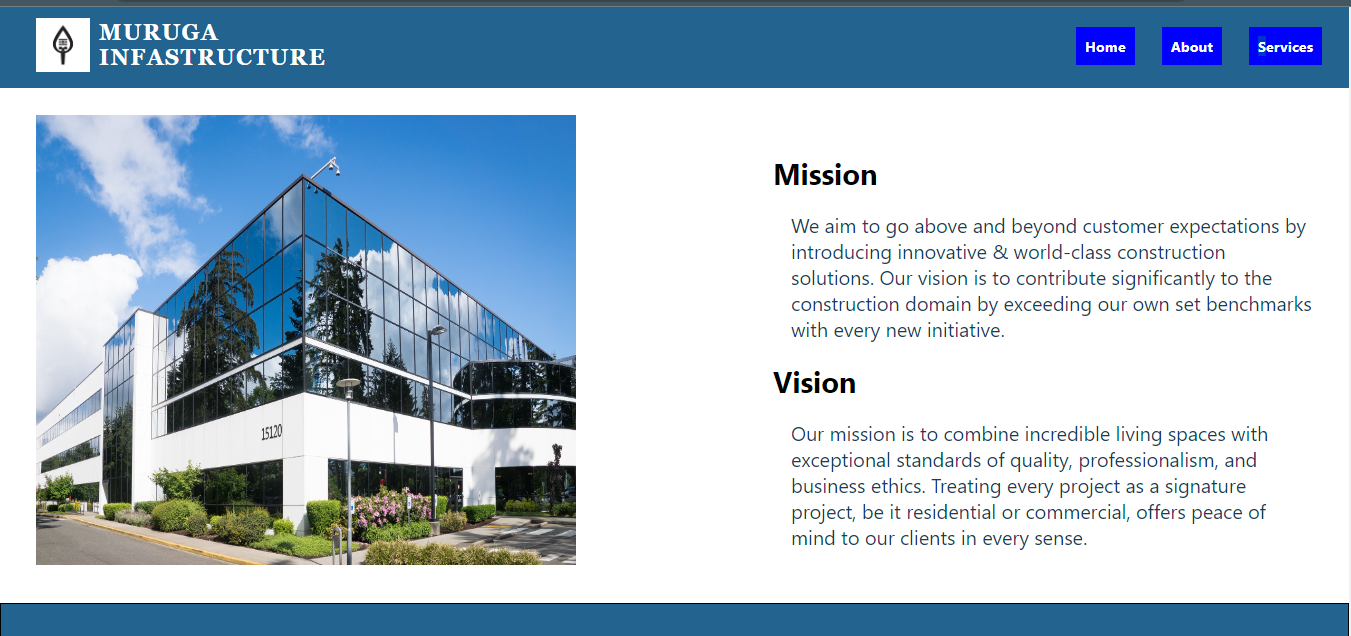 MURUGA
INFASTRUCTURE
Home About Services
15120
Mission
We aim to go above and beyond customer expectations by
introducing innovative & world-class construction
solutions. Our vision is to contribute significantly to the
construction domain by exceeding our own set benchmarks
with every new initiative.
Vision
Our mission is to combine incredible living spaces with
exceptional standards of quality, professionalism, and
business ethics. Treating every project as a signature
project, be it residential or commercial, offers peace of
mind to our clients in every sense.